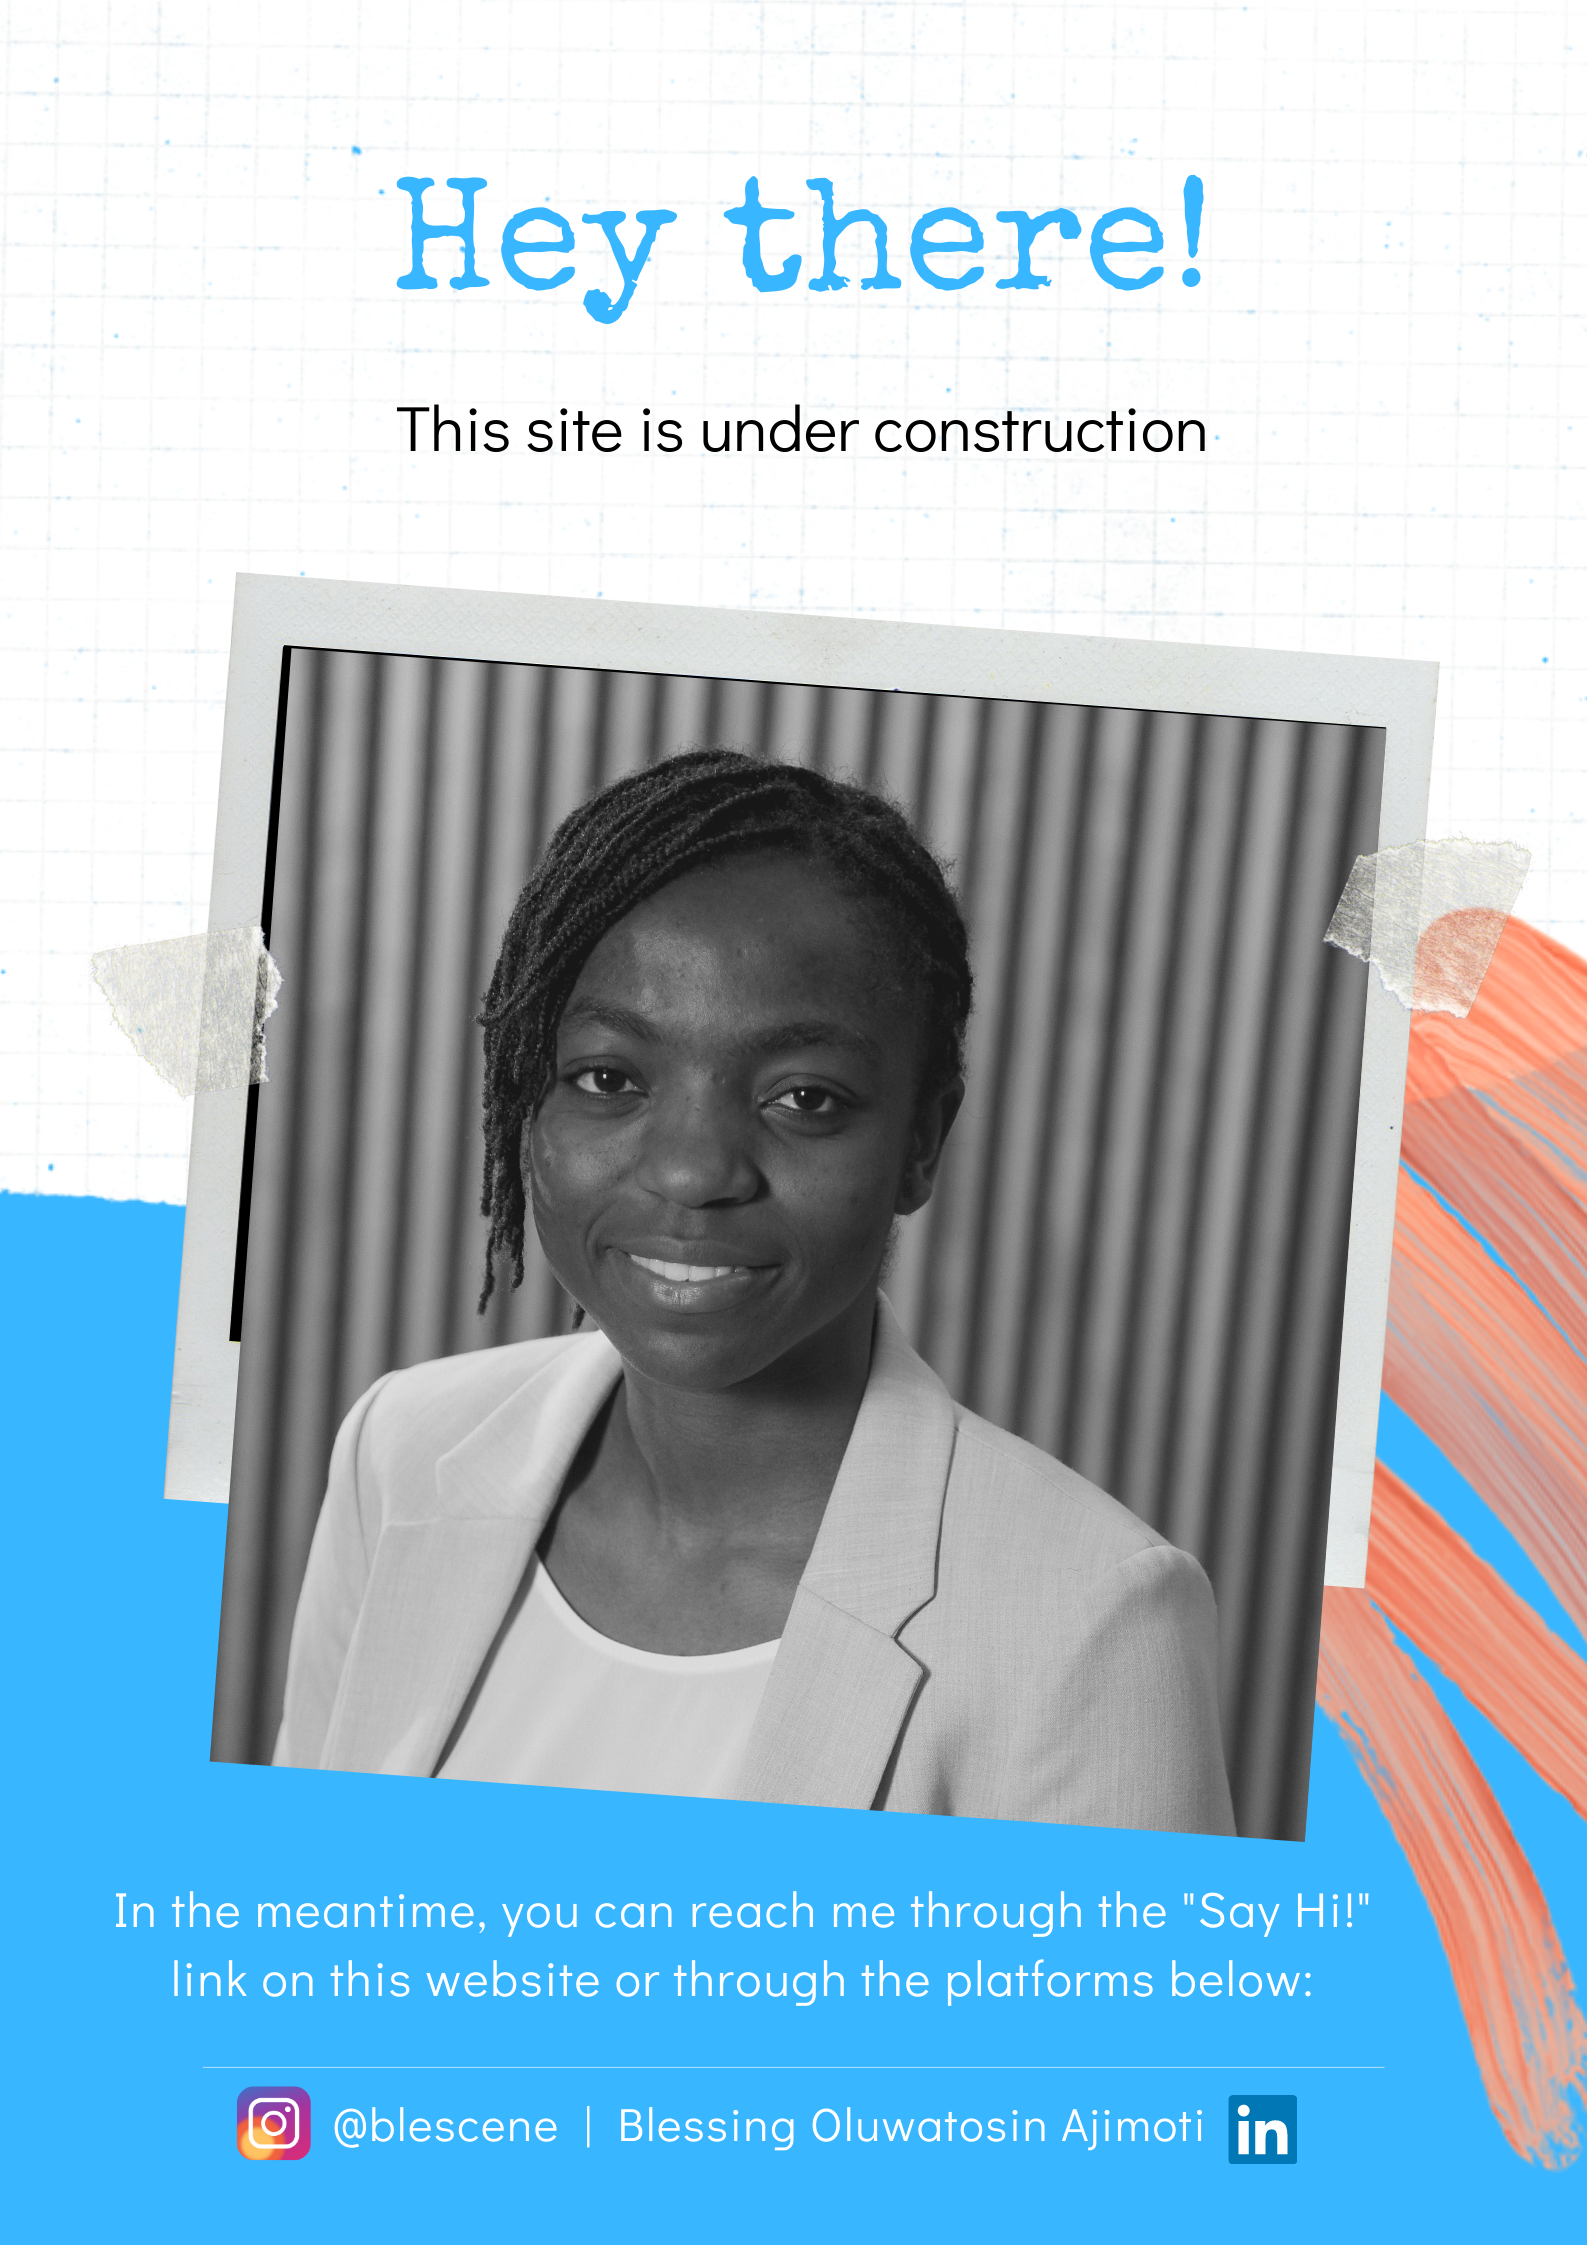 Hey there!
This site is under construction
In the meantime, you can reach me through the "Say Hi!"
link on this website or through the platforms below:
@blescene | Blessing Oluwatosin Ajimoti in